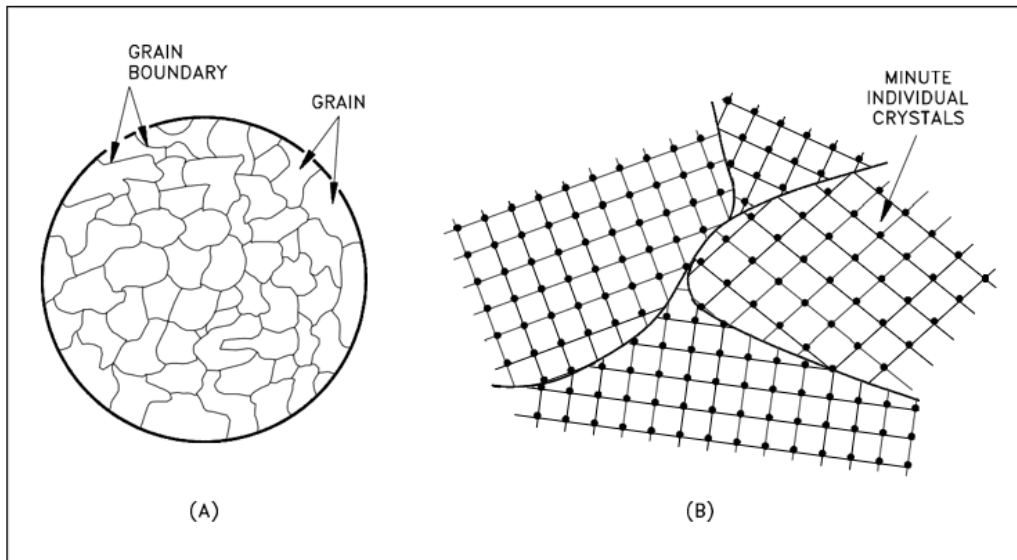 GRAIN
BOUNDARY
GRAIN
MINUTE
INDIVIDUAL
CRYSTALS
(A)
(B)